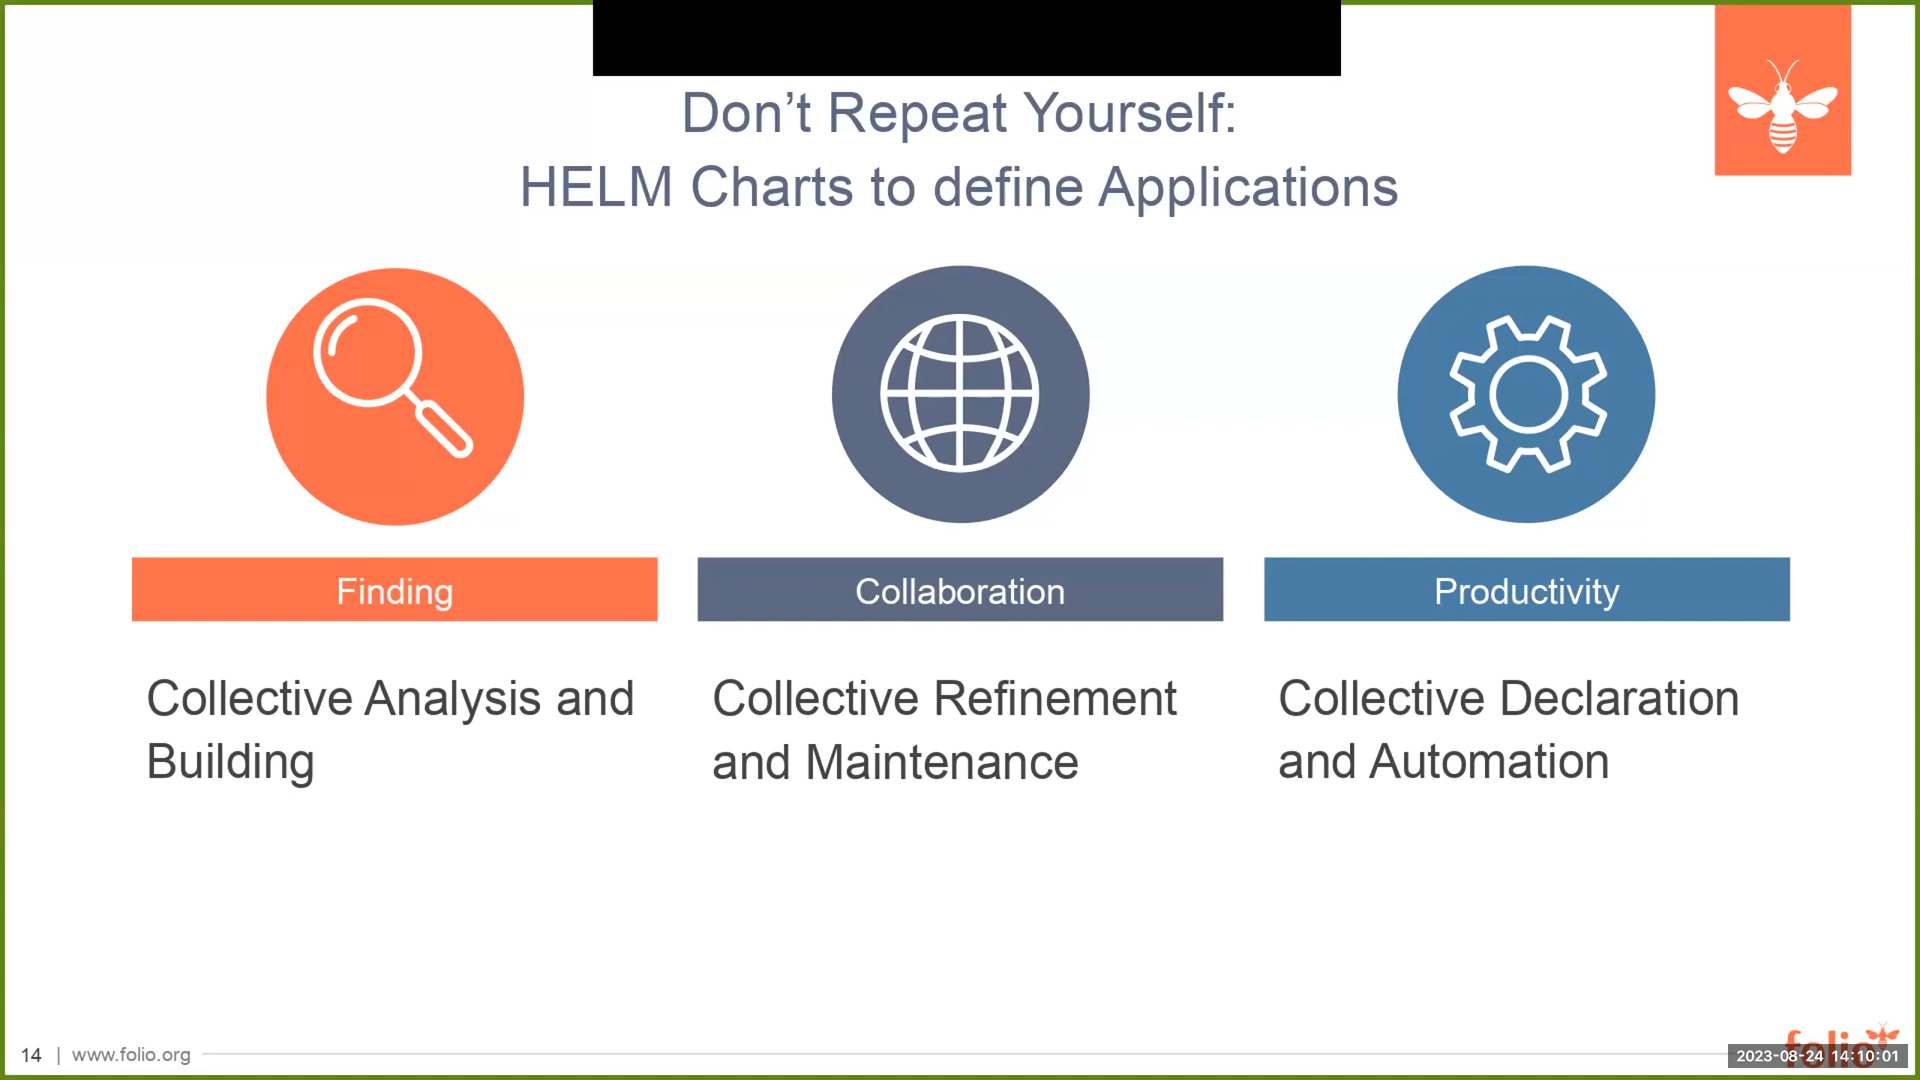 Don’t Repeat Yourself:
HELM Charts to define Applications
Finding
Collaboration
Productivity
Collective Analysis and
Building
Collective Refinement
and Maintenance
Collective Declaration
and Automation
14 | www.folio.org
folio
2023-08-24 14:10:01